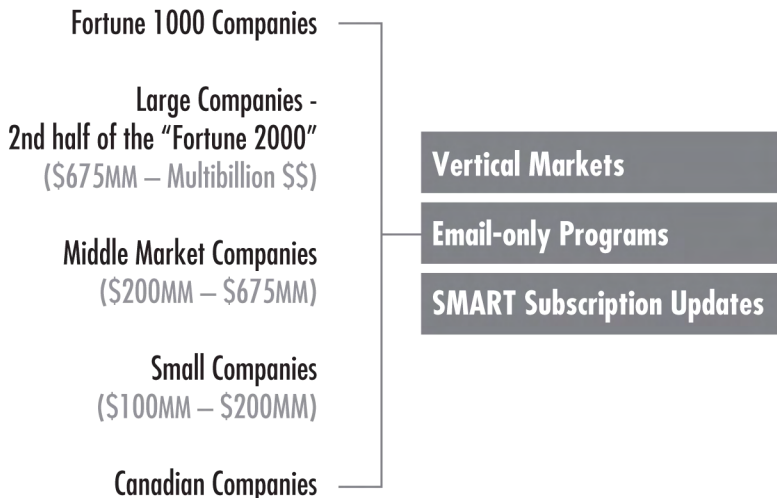 Fortune 1000 Companies
Large Companies -
2nd half of the “Fortune 2000”
($675MM – Multibillion $$)
Middle Market Companies
($200MM – $675MM)
Small Companies
($100MM – $200MM)
Canadian Companies
Vertical Markets
Email-only Programs
SMART Subscription Updates